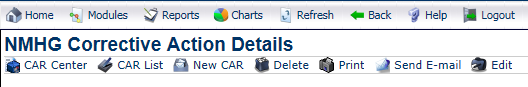 Home Modules Reports Charts Refresh Back Help Logout
NMHG Corrective Action Details
CAR Center CAR List New CAR Delete Print Send E-mail Edit